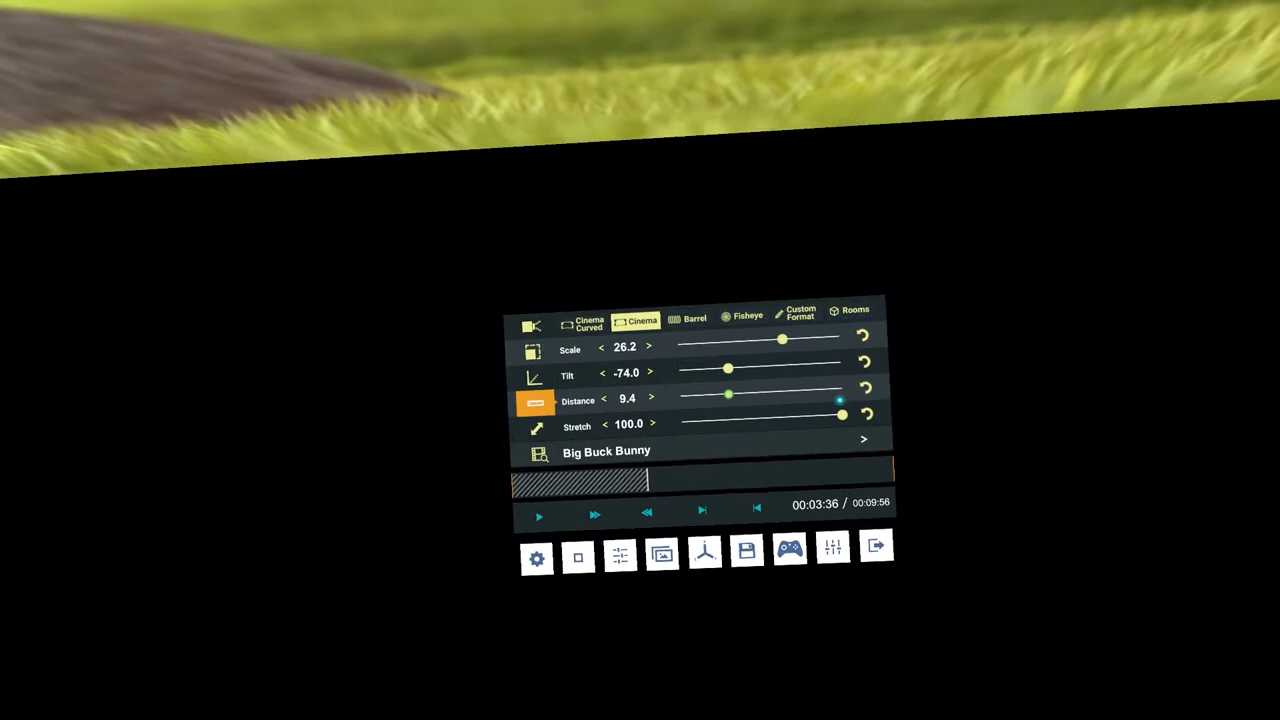 Cinema Curved
Cinema
Barrel
Fisheye
Custom Format
Rooms
Scale < 26.2 >
Tilt < -74.0 >
Distance < 9.4 >
Stretch < 100.0 >
Big Buck Bunny >
00:03:36 / 00:09:56